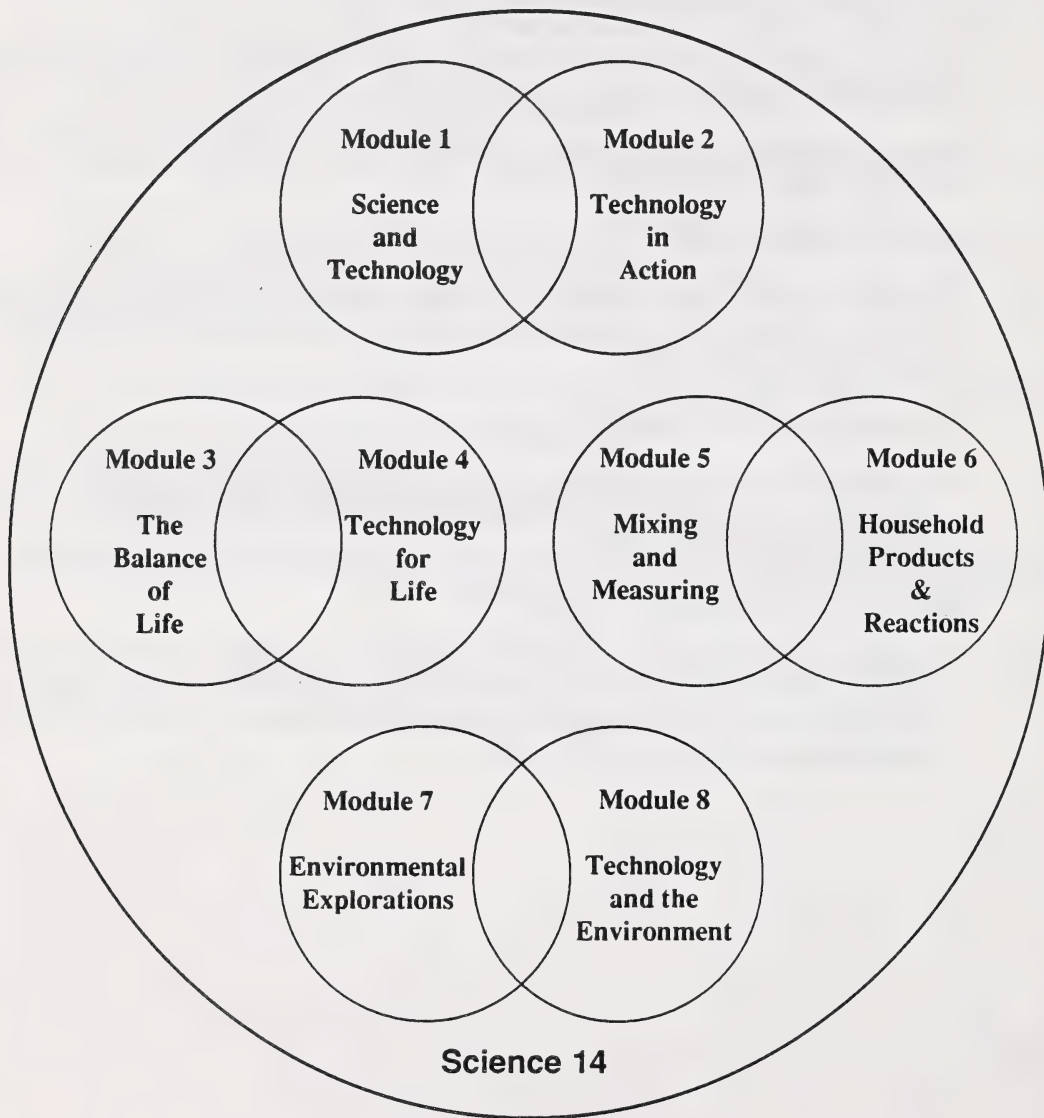 Module 1
Science
and
Technology
Module 2
Technology
in
Action
Module 3
The
Balance
of
Life
Module 4
Technology
for
Life
Module 5
Mixing
and
Measuring
Module 6
Household
Products
&
Reactions
Module 7
Environmental
Explorations
Module 8
Technology
and the
Environment
Science 14